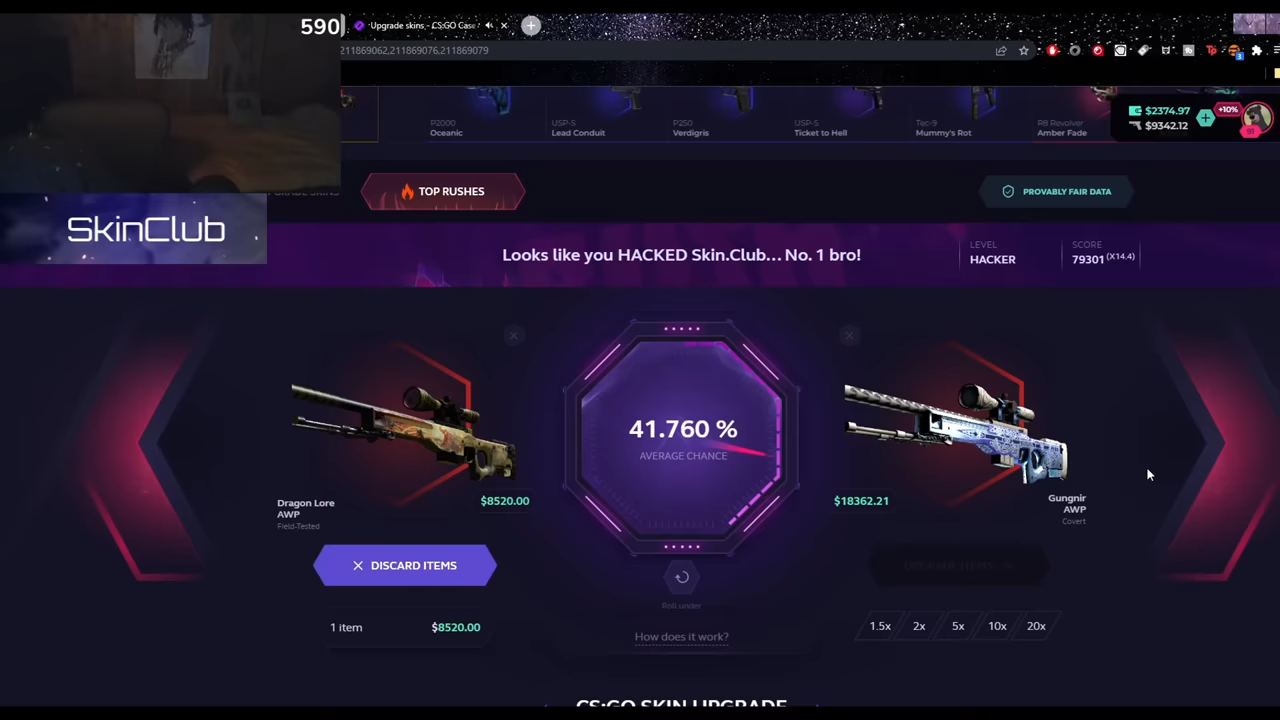 590
Upgrade skins - CS:GO Case
211869062,211869076,211869079
P2000
Oceanic
USP-S
Lead Conduit
P250
Verdigris
USP-S
Ticket to Hell
Tec-9
Mummy's Rot
R8 Revolver
Amber Fade
$2374.97
$9342.12
+10%
91
TOP RUSHES
PROVABLY FAIR DATA
SkinClub
Looks like you HACKED Skin.Club... No. 1 bro!
LEVEL
HACKER
SCORE
79301 (X14.4)
41.760 %
AVERAGE CHANCE
Dragon Lore
AWP
Field-Tested
$8520.00
$18362.21
Gungnir
AWP
Covert
DISCARD ITEMS
1 item
$8520.00
Roll under
How does it work?
1.5x
2x
5x
10x
20x
CS:GO SKIN UPGRADE